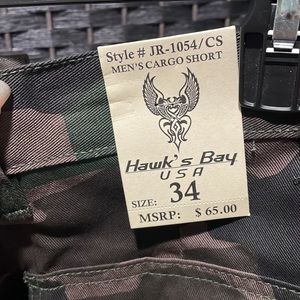 Style # JR-1054/CS
MEN'S CARGO SHORT
Hawk's Bay
USA
SIZE: 34
MSRP: $ 65.00